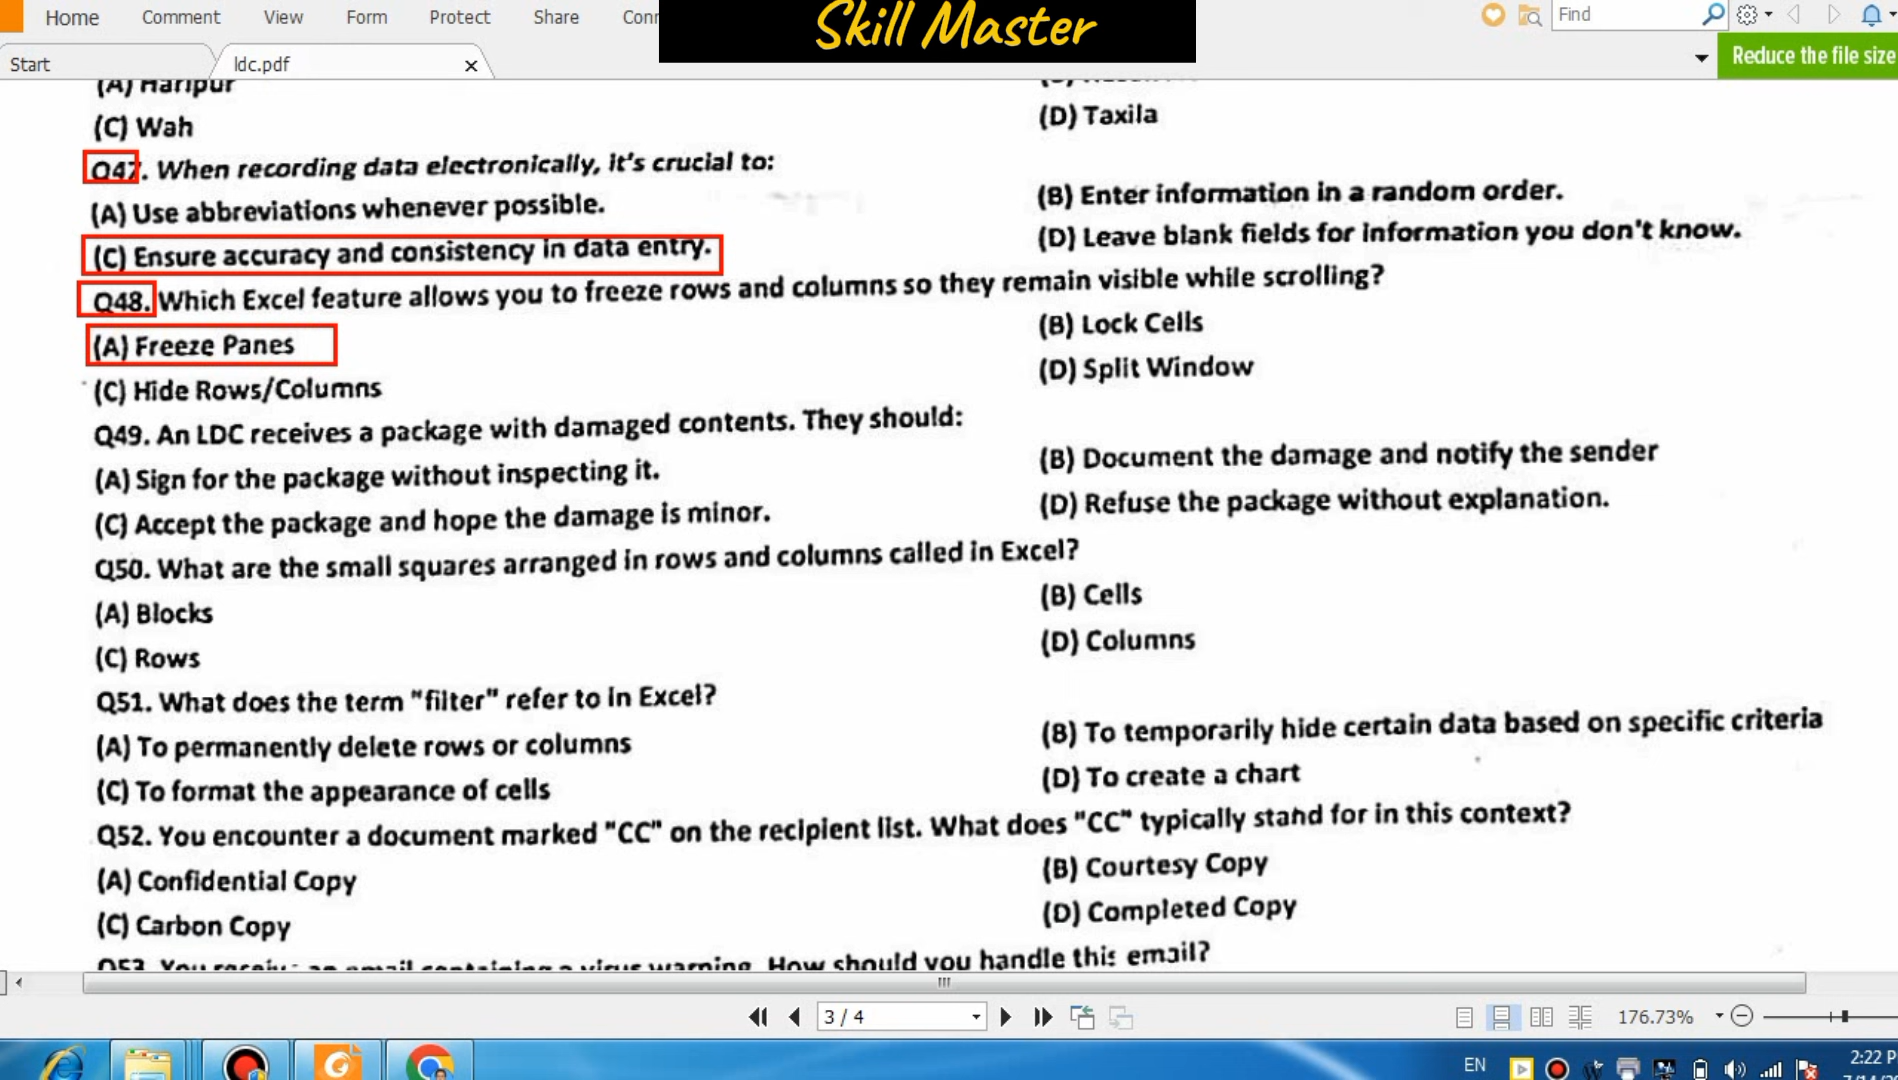 Home Comment View Form Protect Share
Skill Master
Find
Start ldc.pdf
Reduce the file size
(A) Haripur
(C) Wah
(D) Taxila
Q47. When recording data electronically, it's crucial to:
(A) Use abbreviations whenever possible.
(B) Enter information in a random order.
(C) Ensure accuracy and consistency in data entry.
(D) Leave blank fields for information you don't know.
Q48. Which Excel feature allows you to freeze rows and columns so they remain visible while scrolling?
(A) Freeze Panes
(B) Lock Cells
(C) Hide Rows/Columns
(D) Split Window
Q49. An LDC receives a package with damaged contents. They should:
(A) Sign for the package without inspecting it.
(B) Document the damage and notify the sender
(C) Accept the package and hope the damage is minor.
(D) Refuse the package without explanation.
Q50. What are the small squares arranged in rows and columns called in Excel?
(A) Blocks
(B) Cells
(C) Rows
(D) Columns
Q51. What does the term "filter" refer to in Excel?
(A) To permanently delete rows or columns
(B) To temporarily hide certain data based on specific criteria
(C) To format the appearance of cells
(D) To create a chart
Q52. You encounter a document marked "CC" on the recipient list. What does "CC" typically stand for in this context?
(A) Confidential Copy
(B) Courtesy Copy
(C) Carbon Copy
(D) Completed Copy
Q53. You receive an email containing a virus warning. How should you handle this email?
3 / 4
176.73%
EN
2:22 P